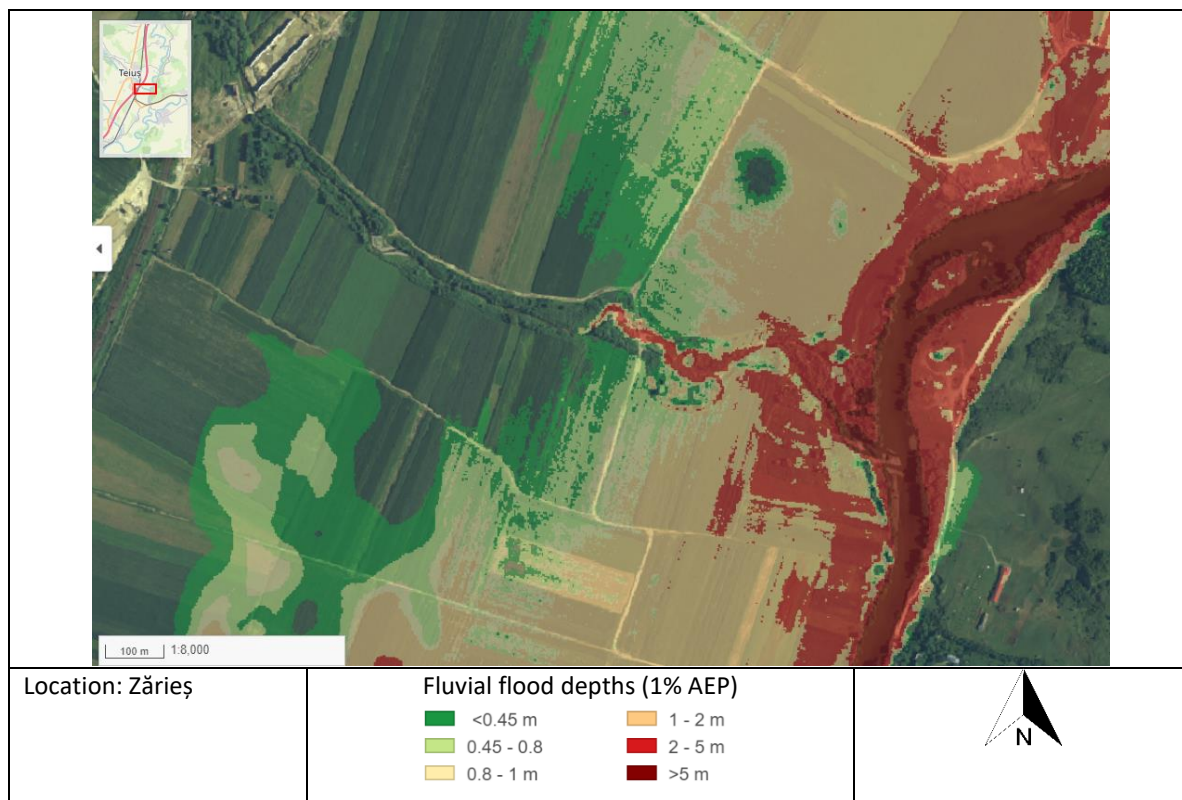 Teiuș
100 m 1:8,000
Location: Zărieș
Fluvial flood depths (1% AEP)
<0.45 m
0.45 - 0.8
0.8 - 1 m
1 - 2 m
2 - 5 m
>5 m
N